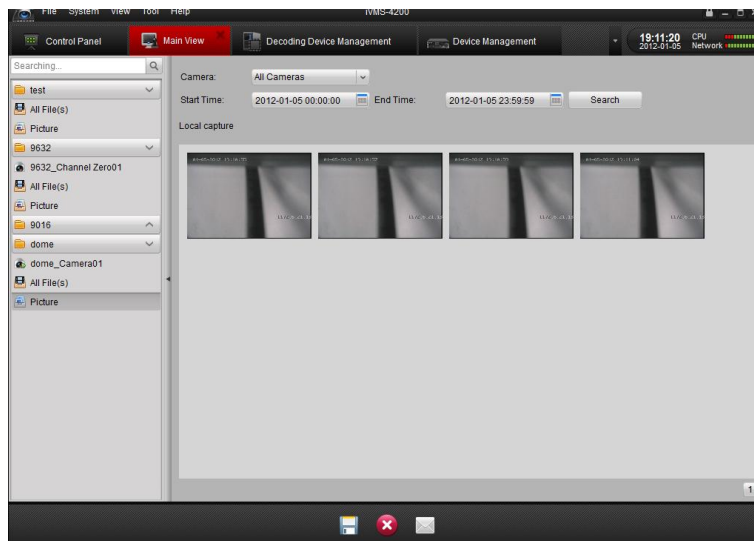 File System View Tool Help iVMS-4200
Control Panel Main View Decoding Device Management Device Management 19:11:20 CPU
2012-01-05 Network
Searching...
Camera: All Cameras
test
Start Time: 2012-01-05 00:00:00 End Time: 2012-01-05 23:59:59 Search
All File(s)
Picture
Local capture
9632
9632_Channel Zero01
All File(s)
Picture
9016
dome
dome_Camera01
All File(s)
Picture
1